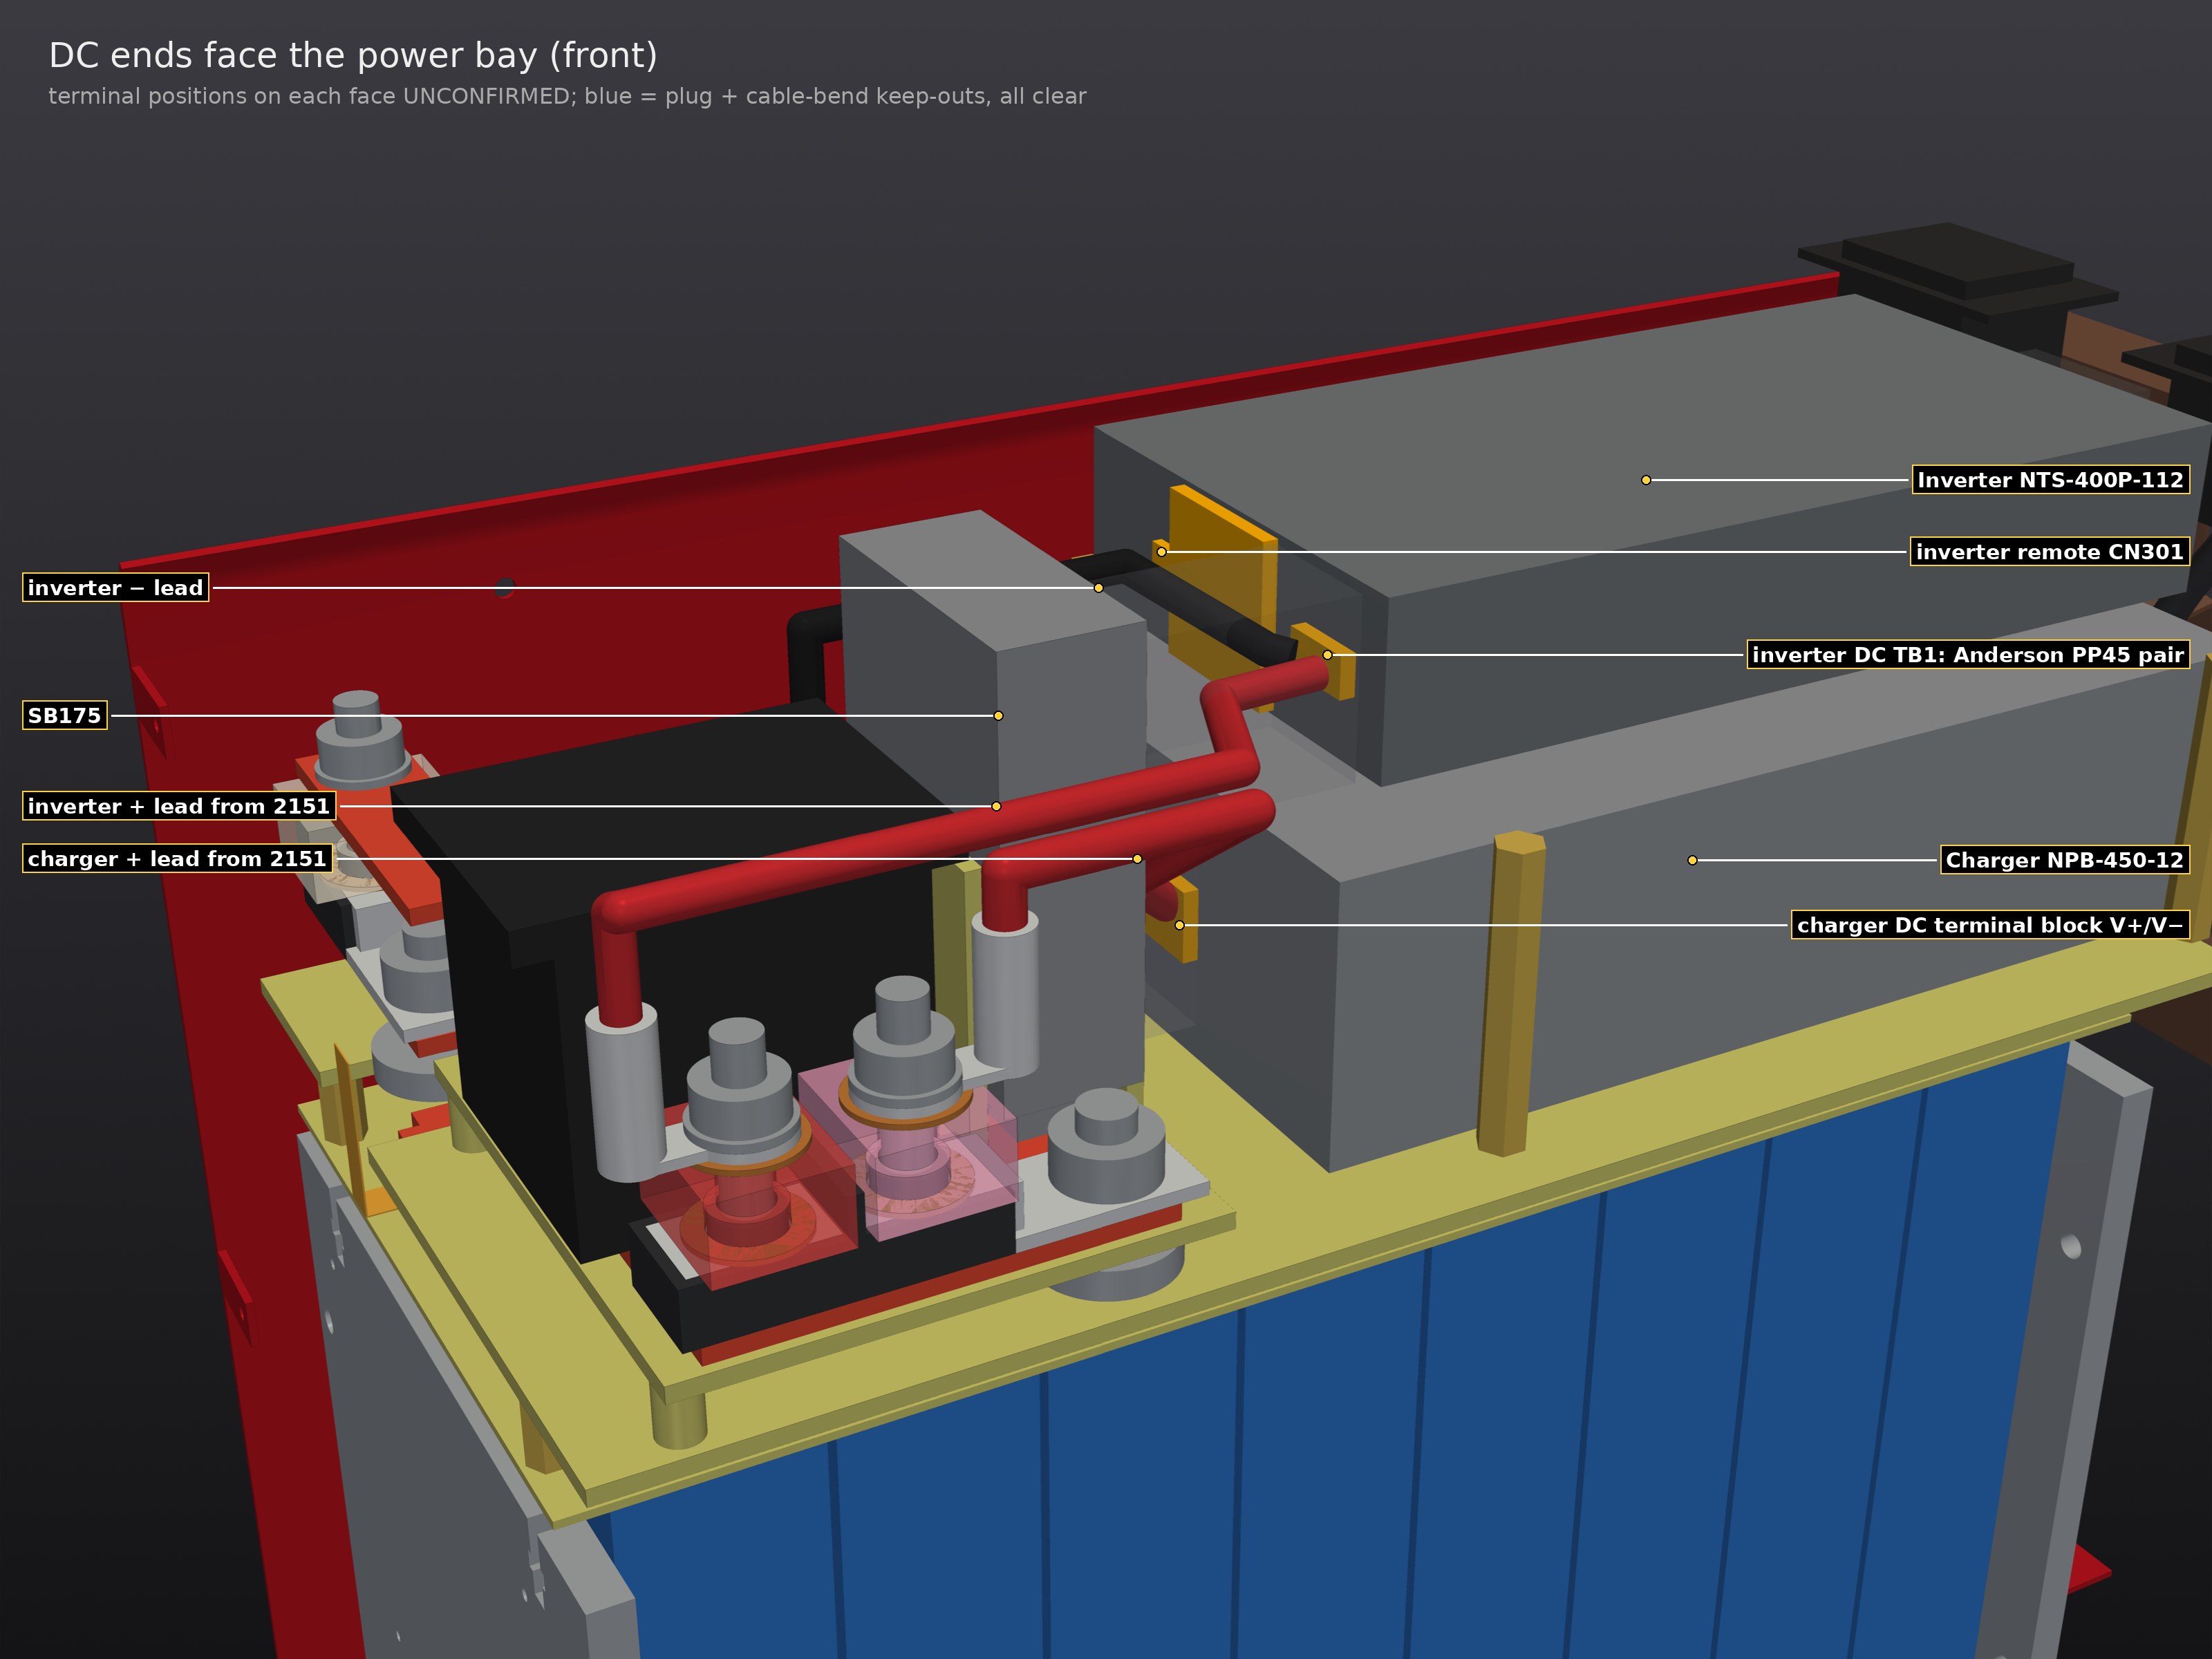 DC ends face the power bay (front)
terminal positions on each face UNCONFIRMED; blue = plug + cable-bend keep-outs, all clear
Inverter NTS-400P-112
inverter remote CN301
inverter − lead
inverter DC TB1: Anderson PP45 pair
SB175
inverter + lead from 2151
charger + lead from 2151
Charger NPB-450-12
charger DC terminal block V+/V−